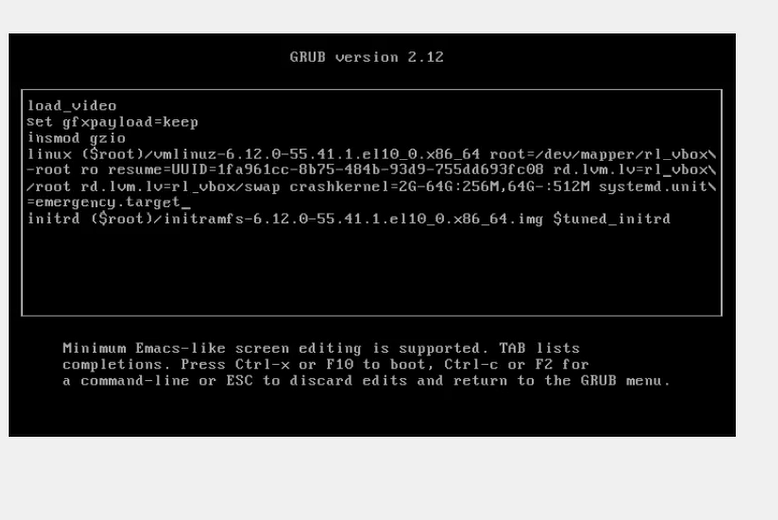 GRUB version 2.12
load_video
set gfxpayload=keep
insmod gzio
linux ($root)/vmlinuz-6.12.0-55.41.1.el10_0.x86_64 root=/dev/mapper/rl_vbox\
-root ro resume=UUID=1fa961cc-8b75-484b-93d9-755dd693fc08 rd.lvm.lv=rl_vbox\
/root rd.lvm.lv=rl_vbox/swap crashkernel=2G-64G:256M,64G-:512M systemd.unit\
=emergency.target_
initrd ($root)/initramfs-6.12.0-55.41.1.el10_0.x86_64.img $tuned_initrd
Minimum Emacs-like screen editing is supported. TAB lists
completions. Press Ctrl-x or F10 to boot, Ctrl-c or F2 for
a command-line or ESC to discard edits and return to the GRUB menu.